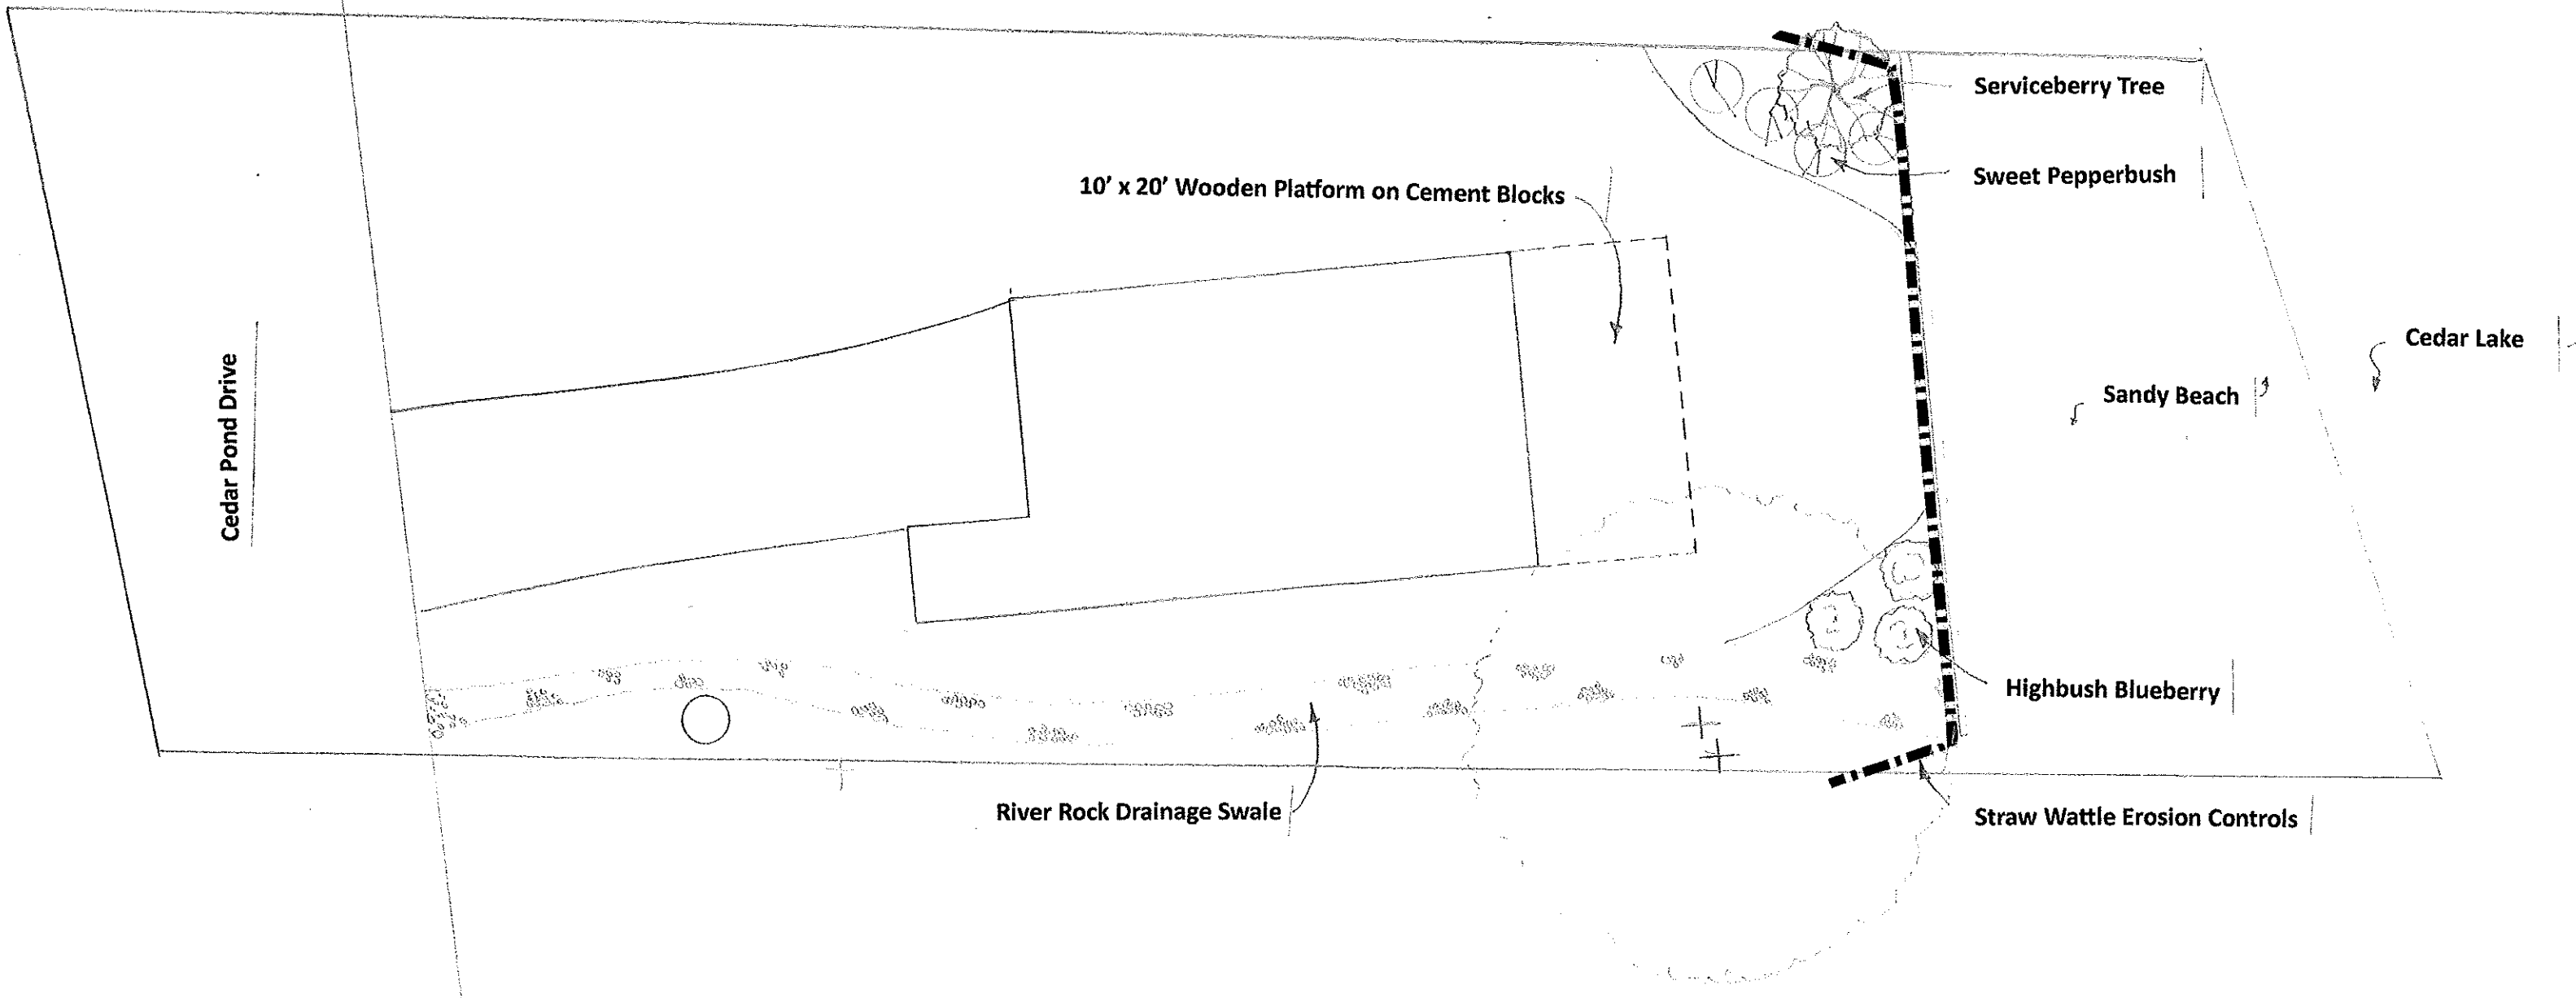 Serviceberry Tree
Sweet Pepperbush
10' x 20' Wooden Platform on Cement Blocks
Cedar Lake
Sandy Beach
Cedar Pond Drive
Highbush Blueberry
River Rock Drainage Swale
Straw Wattle Erosion Controls